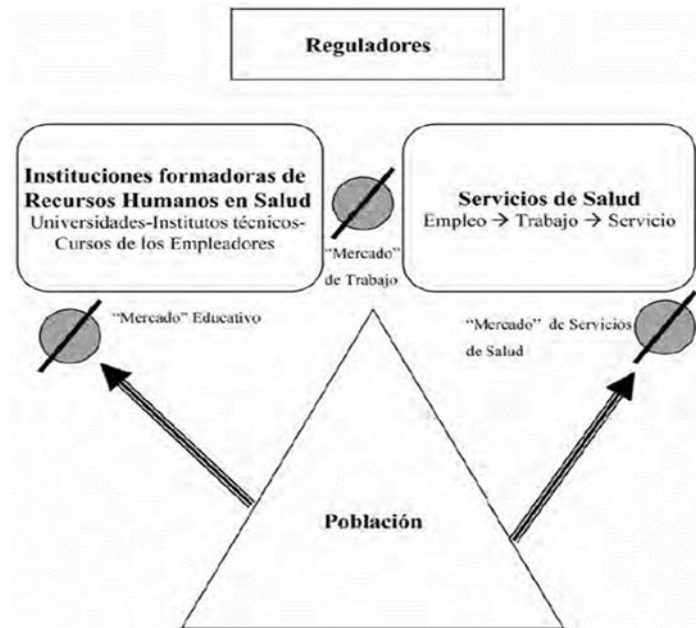 Reguladores
Instituciones formadoras de
Recursos Humanos en Salud
Universidades-Institutos técnicos-
Cursos de los Empleadores
Servicios de Salud
Empleo → Trabajo → Servicio
“Mercado”
de Trabajo
“Mercado” Educativo
“Mercado” de Servicios
de Salud
Población